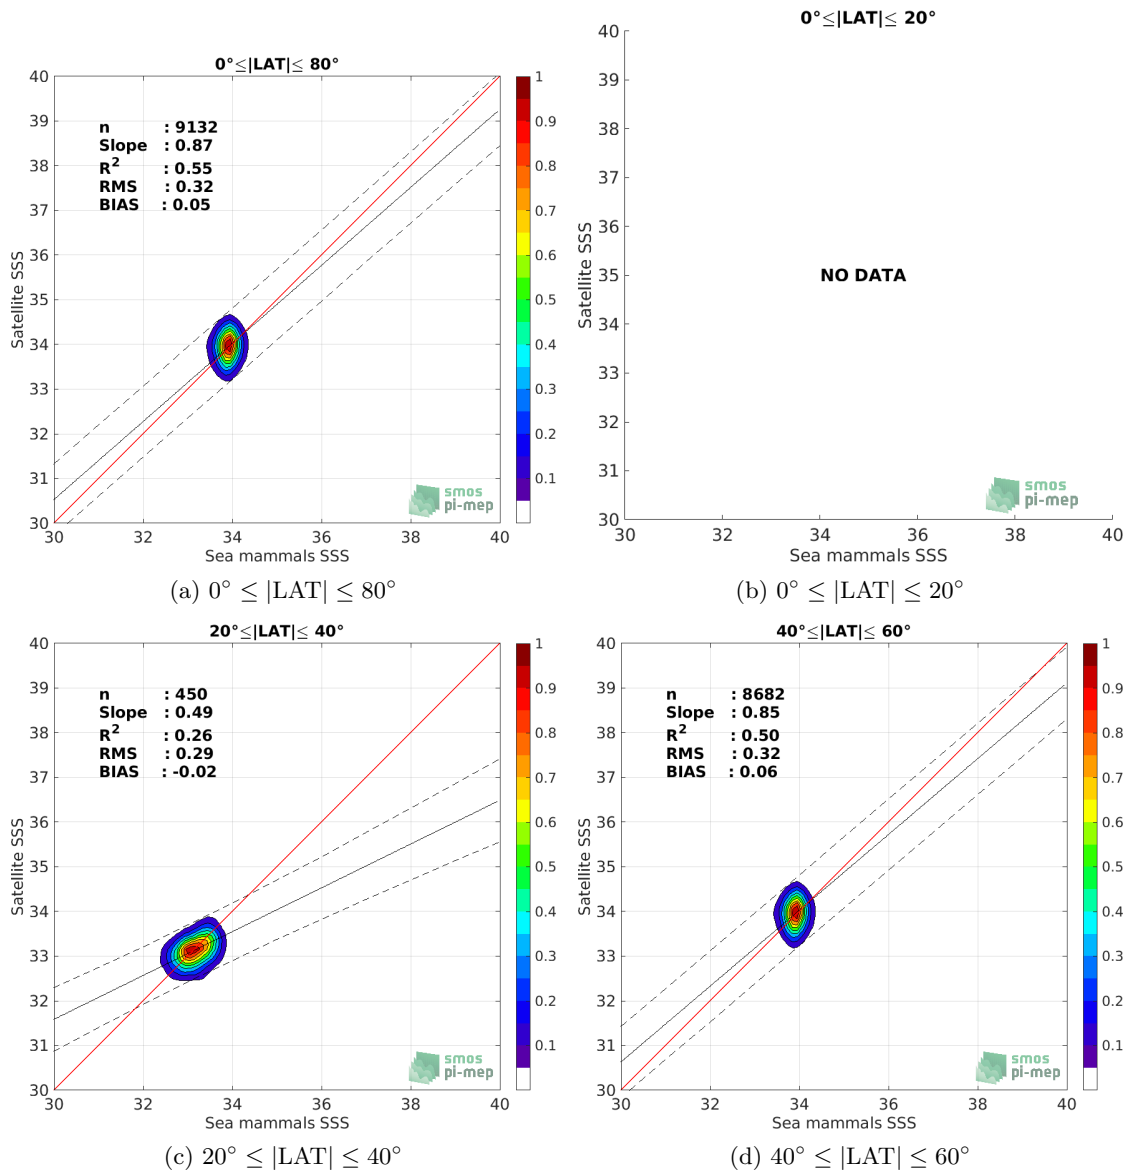 0°≤|LAT|≤ 80°
40
39
38
37
36
35
34
33
32
31
30
30 32 34 36 38 40
Satellite SSS
Sea mammals SSS
n : 9132
Slope : 0.87
R² : 0.55
RMS : 0.32
BIAS : 0.05
1
0.9
0.8
0.7
0.6
0.5
0.4
0.3
0.2
0.1
smos
pi-mep
(a) 0° ≤ |LAT| ≤ 80°
0°≤|LAT|≤ 20°
40
39
38
37
36
35
34
33
32
31
30
30 32 34 36 38 40
Satellite SSS
Sea mammals SSS
NO DATA
smos
pi-mep
(b) 0° ≤ |LAT| ≤ 20°
20°≤|LAT|≤ 40°
40
39
38
37
36
35
34
33
32
31
30
30 32 34 36 38 40
Satellite SSS
Sea mammals SSS
n : 450
Slope : 0.49
R² : 0.26
RMS : 0.29
BIAS : -0.02
1
0.9
0.8
0.7
0.6
0.5
0.4
0.3
0.2
0.1
smos
pi-mep
(c) 20° ≤ |LAT| ≤ 40°
40°≤|LAT|≤ 60°
40
39
38
37
36
35
34
33
32
31
30
30 32 34 36 38 40
Satellite SSS
Sea mammals SSS
n : 8682
Slope : 0.85
R² : 0.50
RMS : 0.32
BIAS : 0.06
1
0.9
0.8
0.7
0.6
0.5
0.4
0.3
0.2
0.1
smos
pi-mep
(d) 40° ≤ |LAT| ≤ 60°